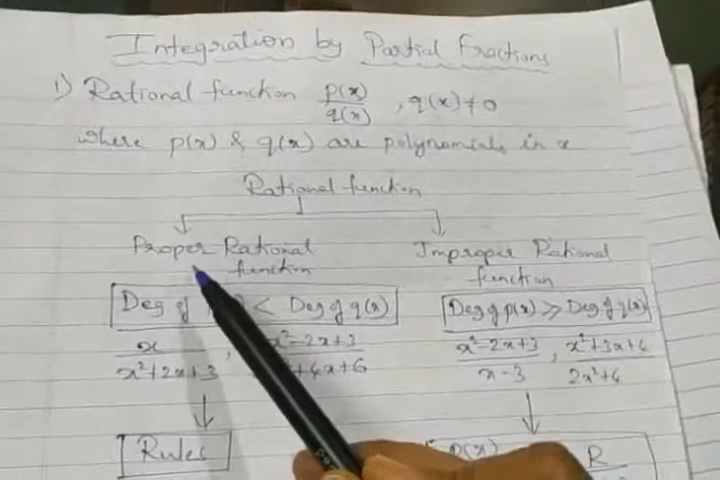 Integration by Partial Fractions
1) Rational function p(x)/q(x) , q(x)≠0
where p(x) & q(x) are polynomials in x
Rational function
Proper Rational function
Improper Rational function
Deg of < Deg of q(x)
Deg of p(x) ⩾ Deg of q(x)
x/x²+2x+3 , x²-2x+3/+4x+6
x²-2x+3/x-3 , x²+3x+4/2x²+4
Rules
p(x) R